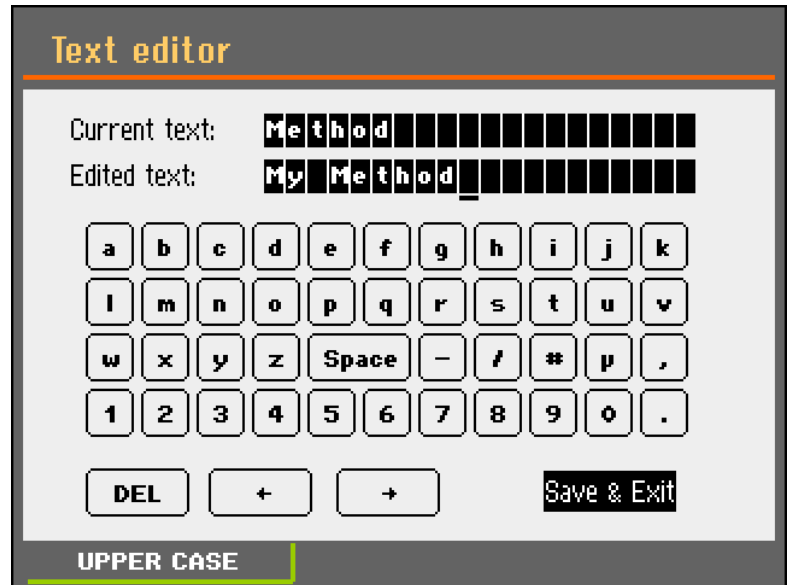 Text editor
Current text: Method
Edited text: My Method_
a b c d e f g h i j k
l m n o p q r s t u v
w x y z Space – / # µ ,
1 2 3 4 5 6 7 8 9 0 .
DEL ← → Save & Exit
UPPER CASE